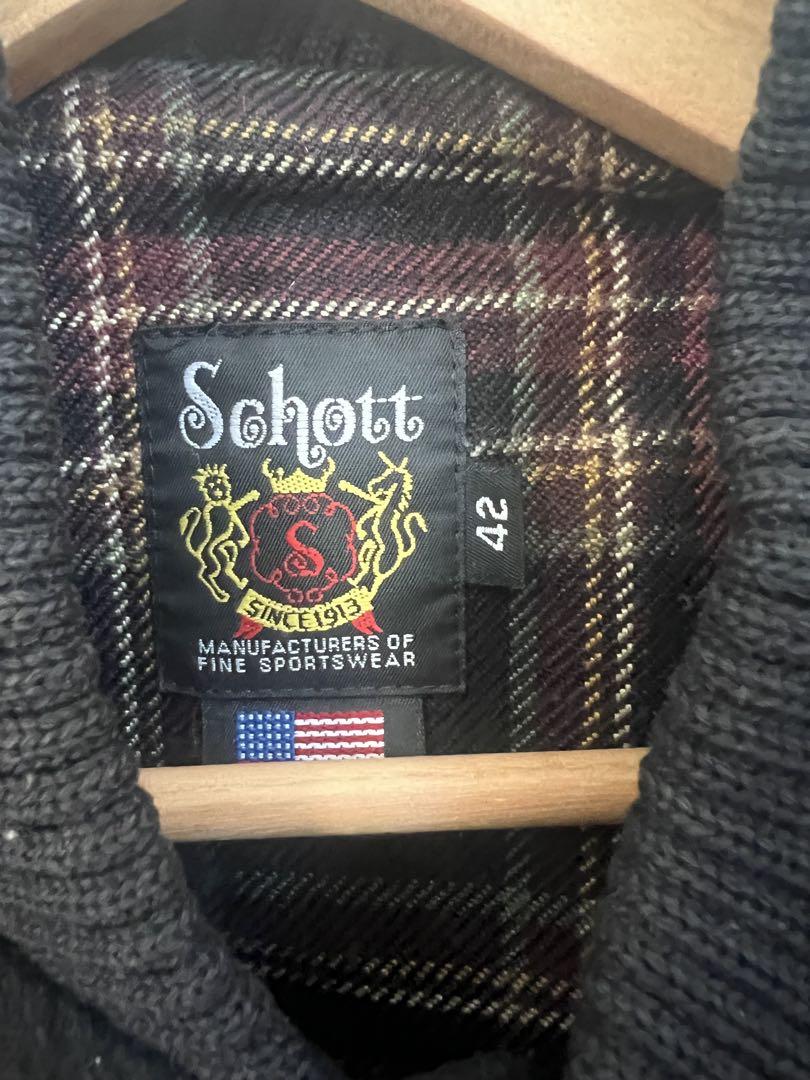 Schott
S
SINCE 1913
MANUFACTURERS OF
FINE SPORTSWEAR
42